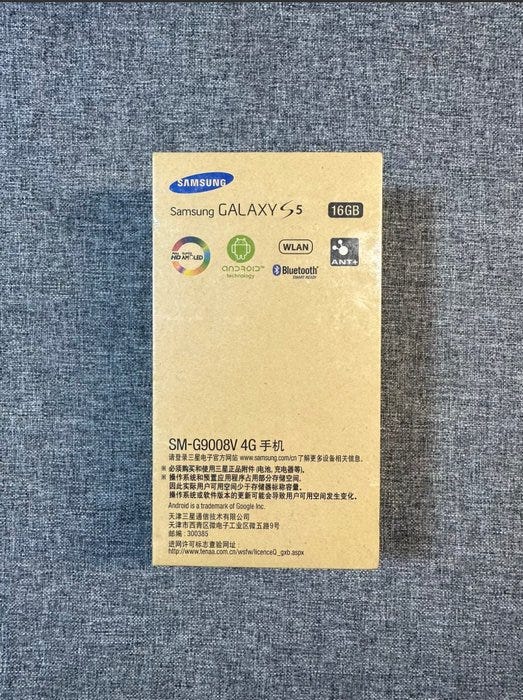 SAMSUNG
Samsung GALAXY S5 16GB
FULL HD SUPER AMOLED
ANDROID™
technology
WLAN
Bluetooth®
SMART READY
ANT+
SM-G9008V 4G 手机
请登录三星电子官方网站 www.samsung.com/cn 了解更多设备相关信息.
※ 必须购买和使用三星正品附件 (电池, 充电器等).
※ 操作系统和预置应用程序占用部分存储空间.
因此实际用户可用空间少于存储器标称容量.
操作系统或软件版本的更新可能会导致用户可用空间发生变化.
Android is a trademark of Google Inc.
天津三星通信技术有限公司
天津市西青区微电子工业区微五路9号
邮编 : 300385
进网许可标志查验网址 :
http://www.tenaa.com.cn/wsfw/licenceQ_gxb.aspx